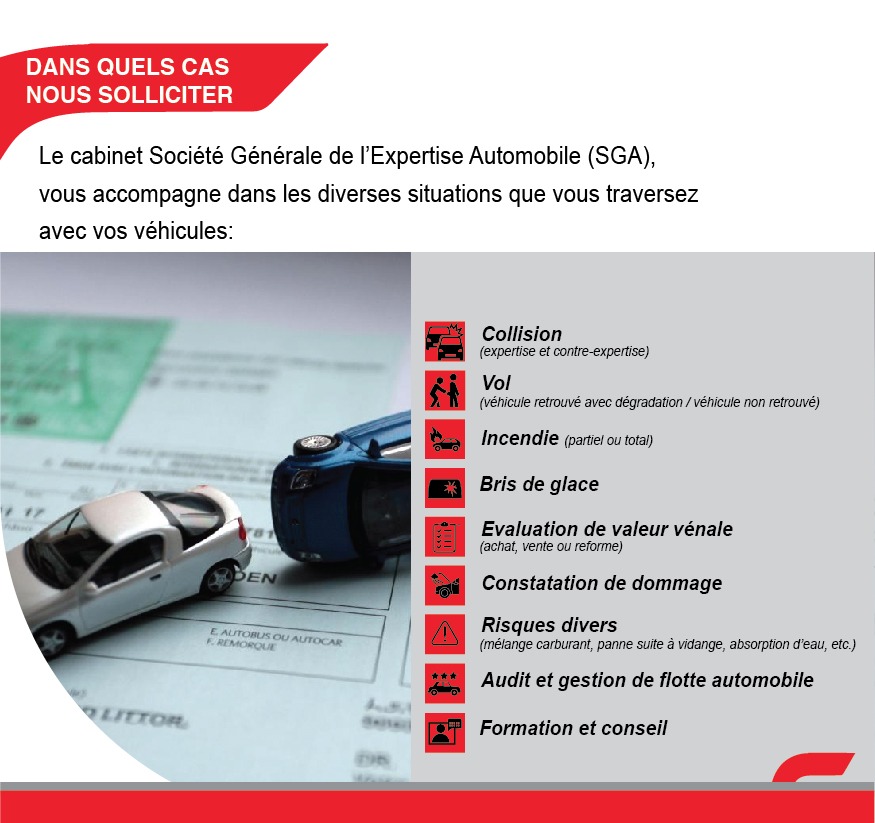 DANS QUELS CAS
NOUS SOLLICITER
Le cabinet Société Générale de l'Expertise Automobile (SGA),
vous accompagne dans les diverses situations que vous traversez
avec vos véhicules:
Collision
(expertise et contre-expertise)
Vol
(véhicule retrouvé avec dégradation / véhicule non retrouvé)
Incendie (partiel ou total)
Bris de glace
Evaluation de valeur vénale
(achat, vente ou reforme)
Constatation de dommage
Risques divers
(mélange carburant, panne suite à vidange, absorption d'eau, etc.)
Audit et gestion de flotte automobile
Formation et conseil
17
E. AUTOBUS OU AUTOCAR
F. REMORQUE